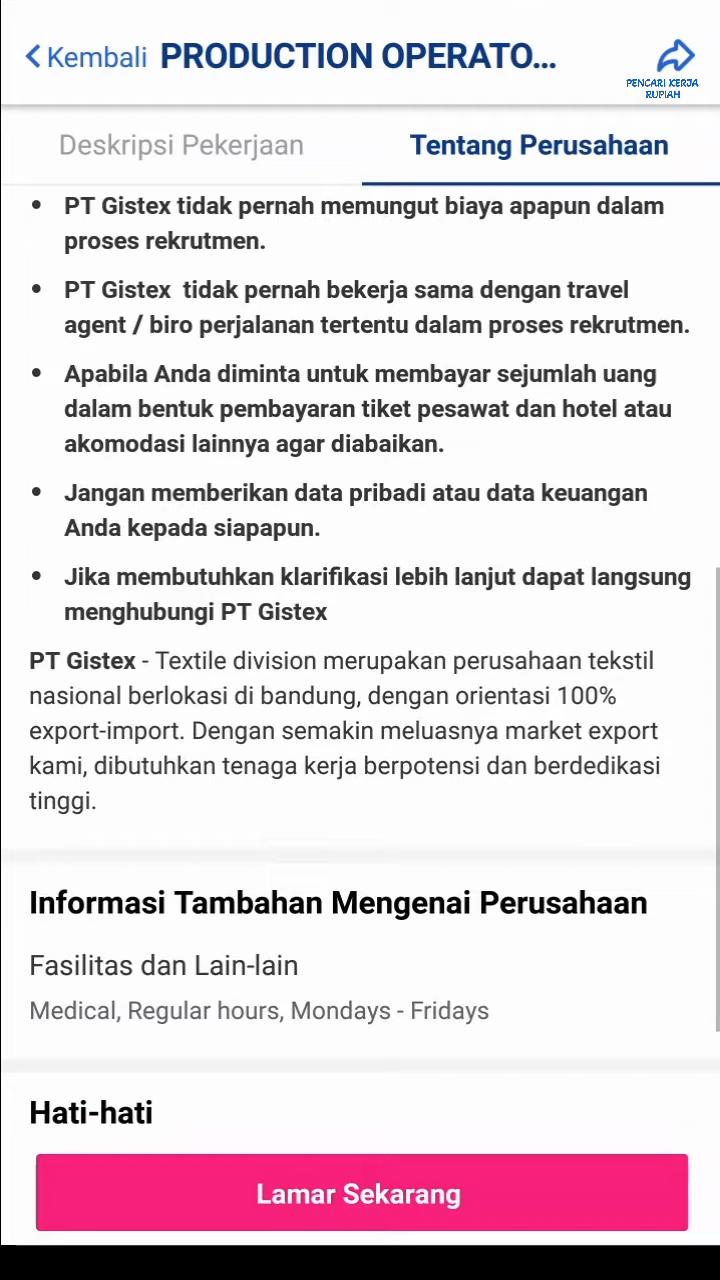 Kembali PRODUCTION OPERATO...
PENCARI KERJA
RUPIAH
Deskripsi Pekerjaan Tentang Perusahaan
• PT Gistex tidak pernah memungut biaya apapun dalam
proses rekrutmen.
• PT Gistex tidak pernah bekerja sama dengan travel
agent / biro perjalanan tertentu dalam proses rekrutmen.
• Apabila Anda diminta untuk membayar sejumlah uang
dalam bentuk pembayaran tiket pesawat dan hotel atau
akomodasi lainnya agar diabaikan.
• Jangan memberikan data pribadi atau data keuangan
Anda kepada siapapun.
• Jika membutuhkan klarifikasi lebih lanjut dapat langsung
menghubungi PT Gistex
PT Gistex - Textile division merupakan perusahaan tekstil
nasional berlokasi di bandung, dengan orientasi 100%
export-import. Dengan semakin meluasnya market export
kami, dibutuhkan tenaga kerja berpotensi dan berdedikasi
tinggi.
Informasi Tambahan Mengenai Perusahaan
Fasilitas dan Lain-lain
Medical, Regular hours, Mondays - Fridays
Hati-hati
Lamar Sekarang